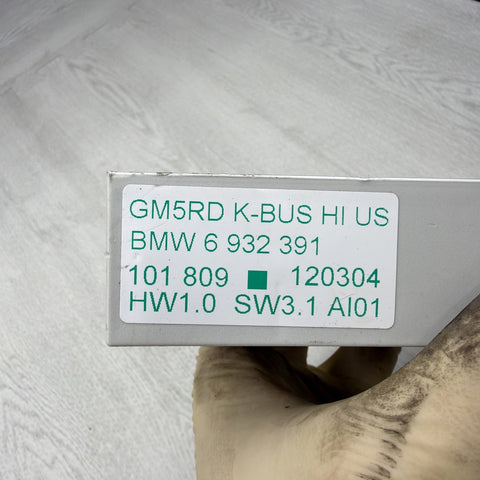 GM5RD K-BUS HI US
BMW 6 932 391
101 809 ■ 120304
HW1.0 SW3.1 AI01